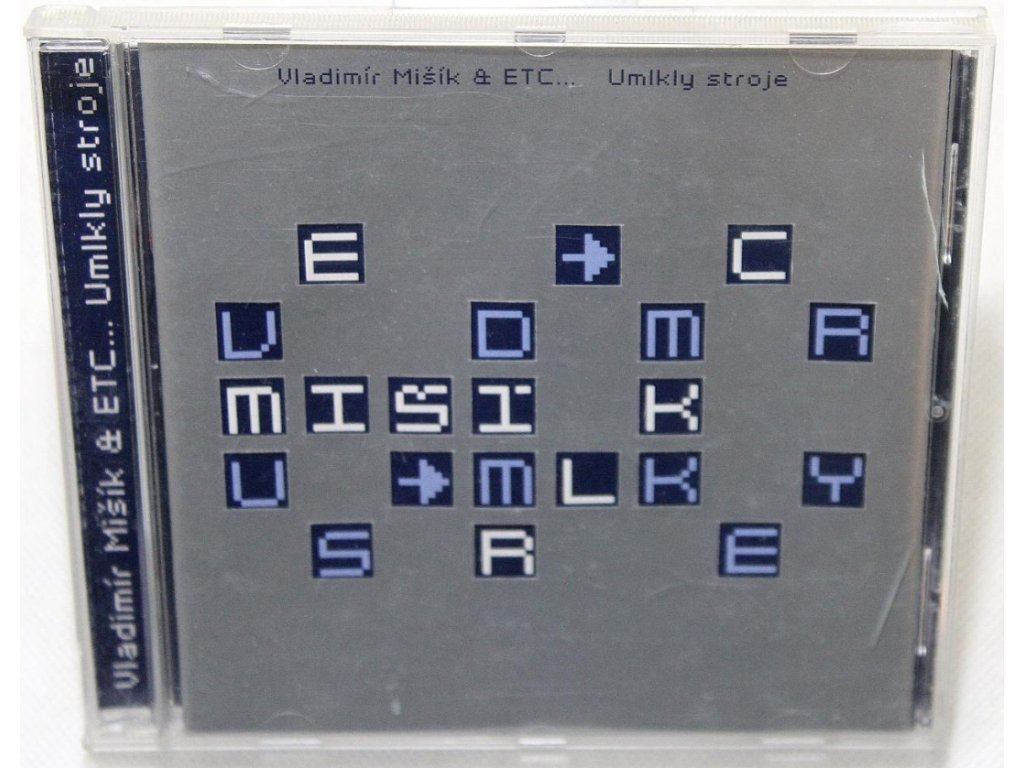 Vladimír Mišík & ETC... Umlkly stroje
Vladimír Mišík & ETC... Umlkly stroje
E → C
V D M R
M I Š Í K
U → M L K Y
S R E